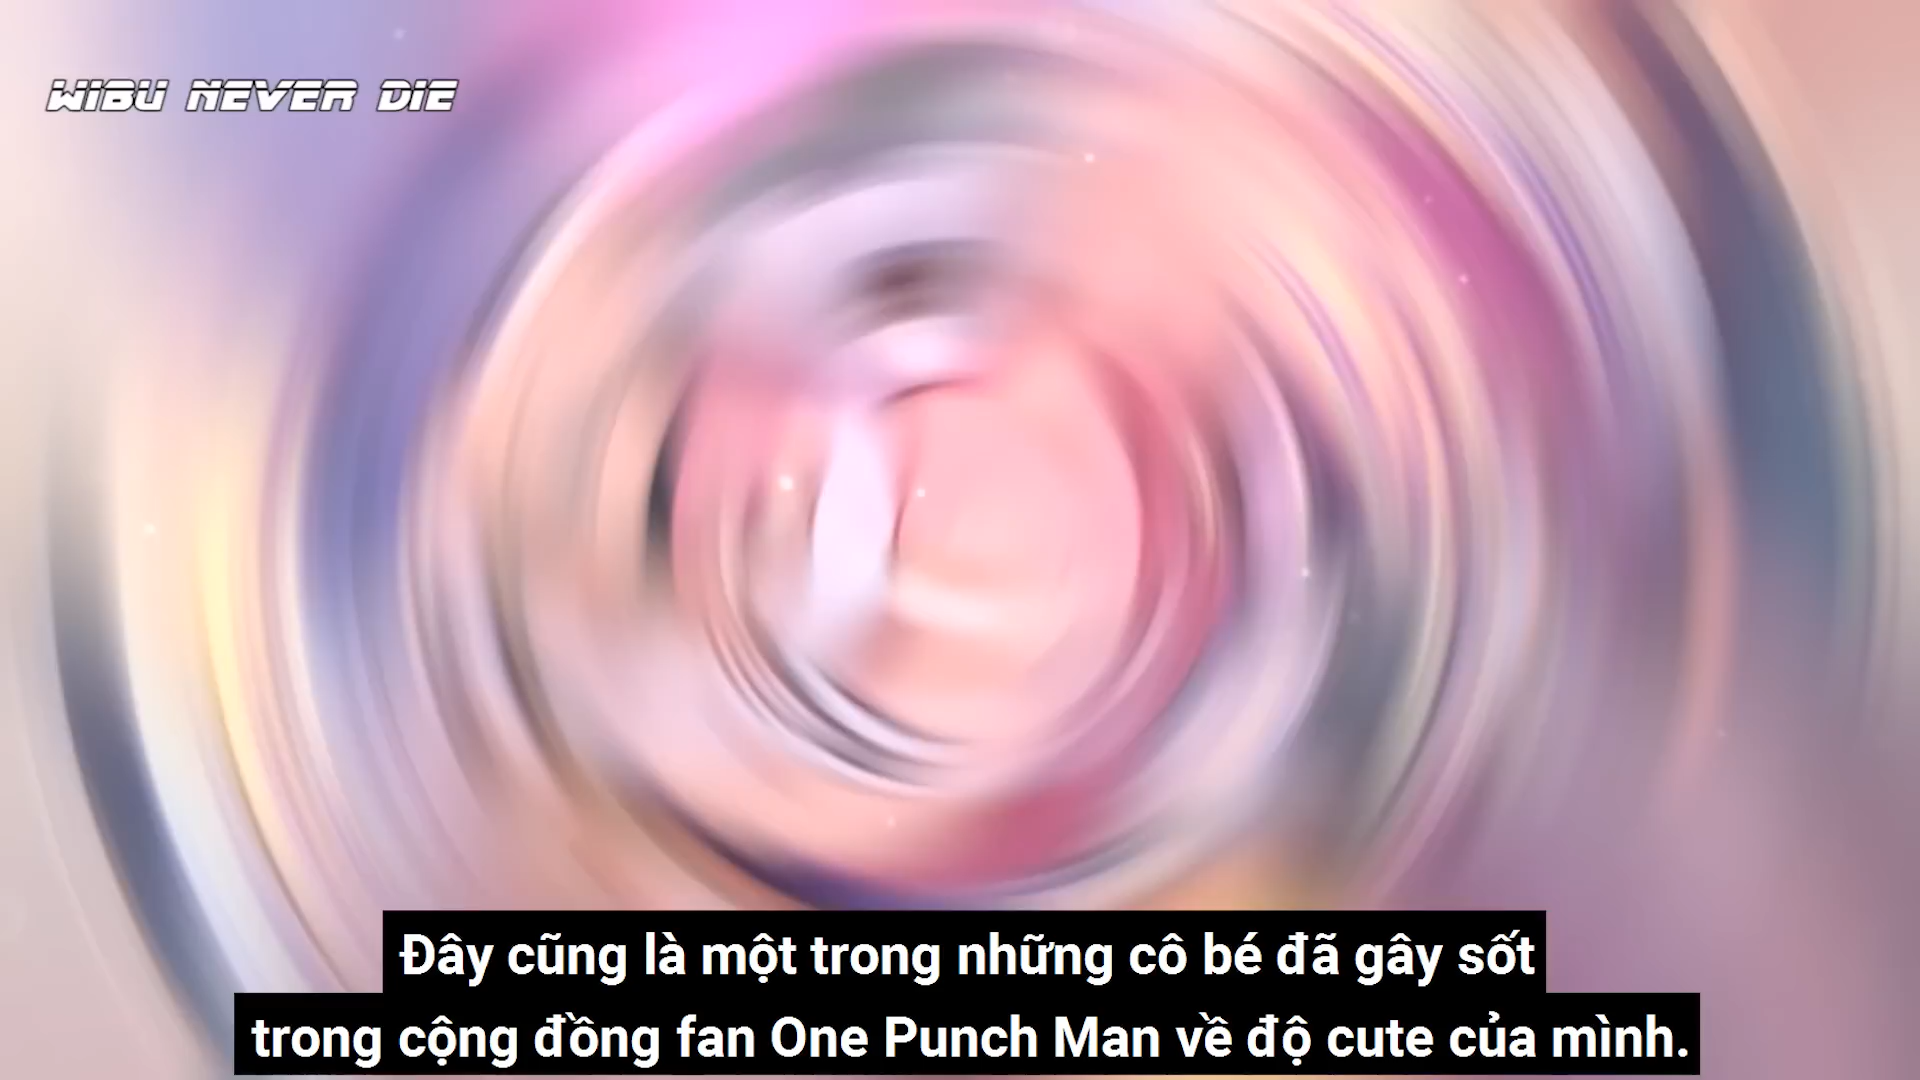 WIBU NEVER DIE
Đây cũng là một trong những cô bé đã gây sốt
trong cộng đồng fan One Punch Man về độ cute của mình.